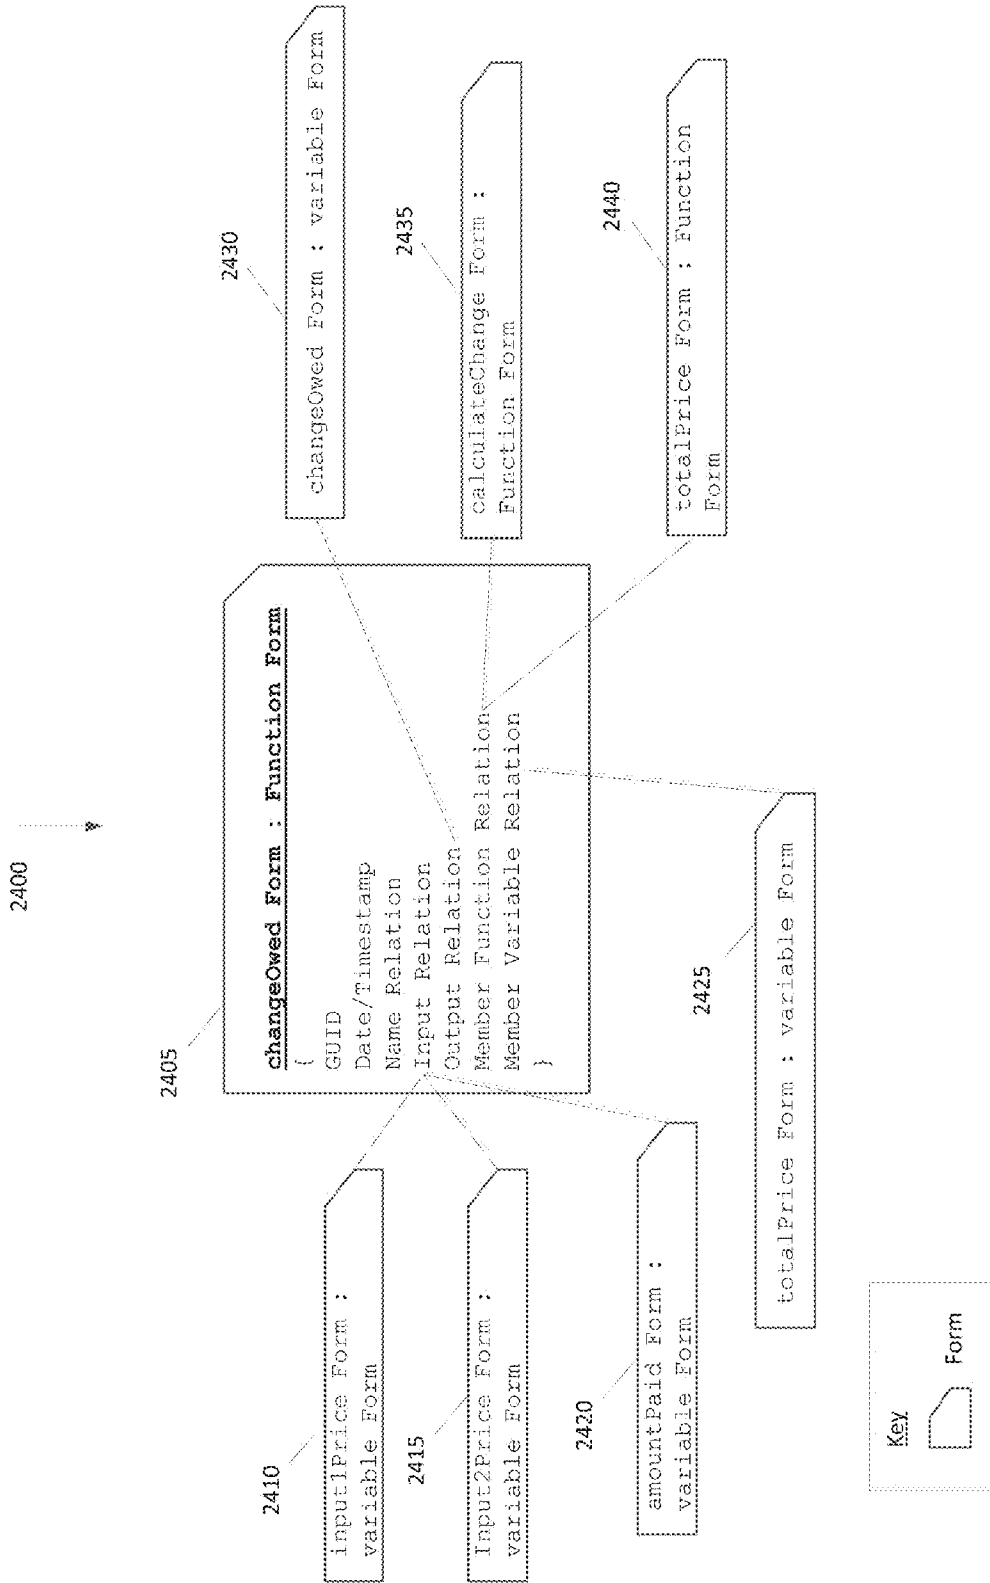 2400
2405
changeOwed Form : Function Form
{
GUID
Date/Timestamp
Name Relation
Input Relation
Output Relation
Member Function Relation
Member Variable Relation
}
2410
input1Price Form :
variable Form
2415
Input2Price Form :
variable Form
2420
amountPaid Form :
variable Form
2425
totalPrice Form : variable Form
2430
changeOwed Form : variable Form
2435
calculateChange Form :
Function Form
2440
totalPrice Form : Function
Form
Key
Form